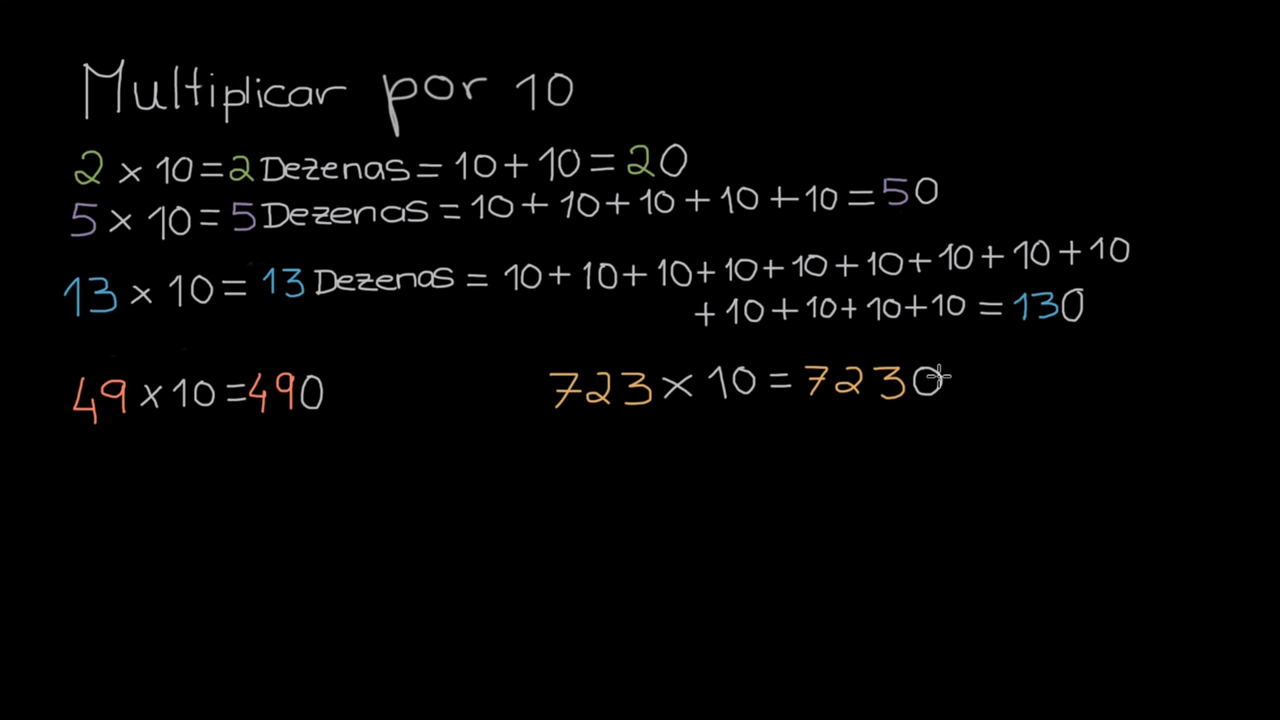 Multiplicar por 10
2 × 10 = 2 Dezenas = 10 + 10 = 20
5 × 10 = 5 Dezenas = 10 + 10 + 10 + 10 + 10 = 50
13 × 10 = 13 Dezenas = 10 + 10 + 10 + 10 + 10 + 10 + 10 + 10 + 10
+ 10 + 10 + 10 + 10 = 130
49 × 10 = 490
723 × 10 = 7230